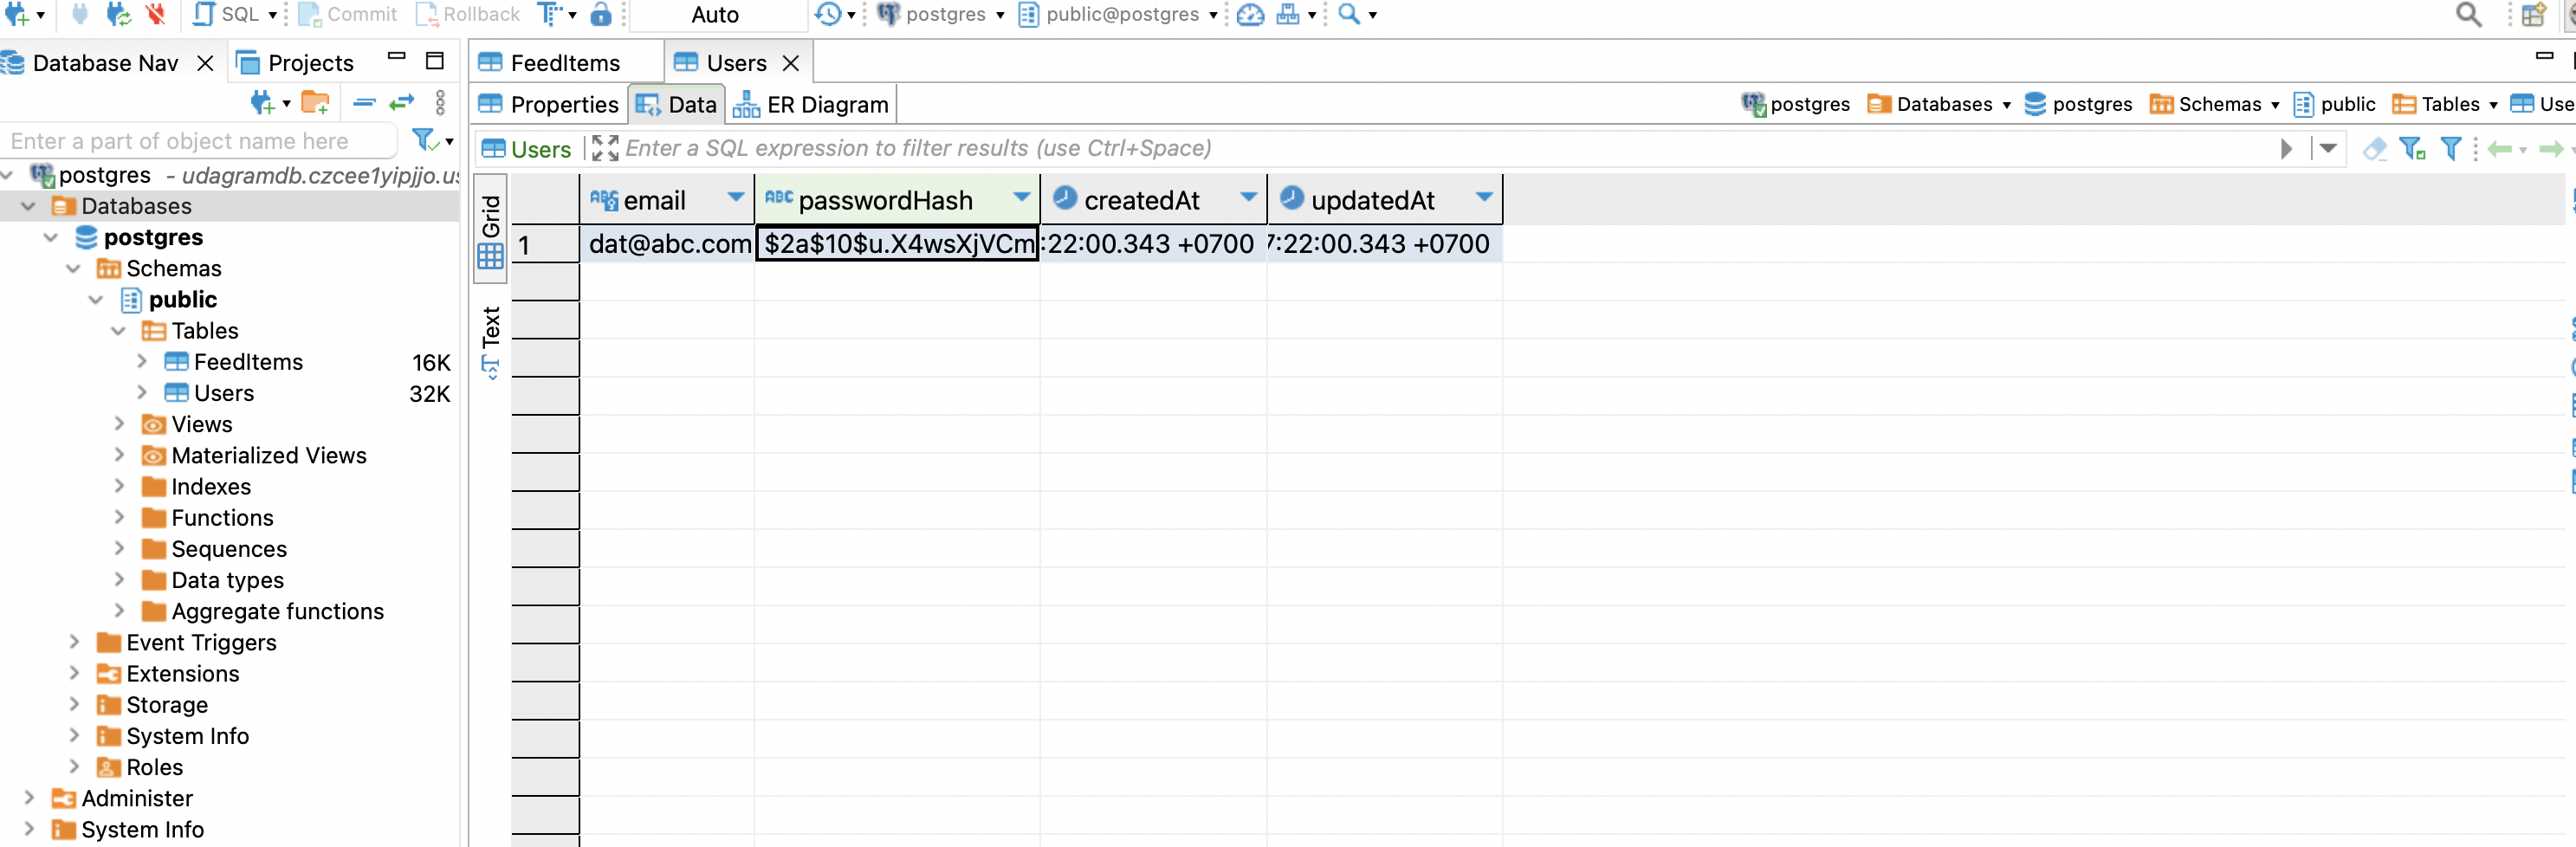 SQL Commit Rollback Auto postgres public@postgres
Database Nav Projects FeedItems Users
Properties Data ER Diagram postgres Databases postgres Schemas public Tables Use
Enter a part of object name here
Users Enter a SQL expression to filter results (use Ctrl+Space)
postgres - udagramdb.czcee1yipjjo.us
Databases
postgres
Schemas
public
Tables
FeedItems 16K
Users 32K
Views
Materialized Views
Indexes
Functions
Sequences
Data types
Aggregate functions
Event Triggers
Extensions
Storage
System Info
Roles
Administer
System Info
Grid
Text
ABC email ABC passwordHash createdAt updatedAt
1 dat@abc.com $2a$10$u.X4wsXjVCm :22:00.343 +0700 7:22:00.343 +0700